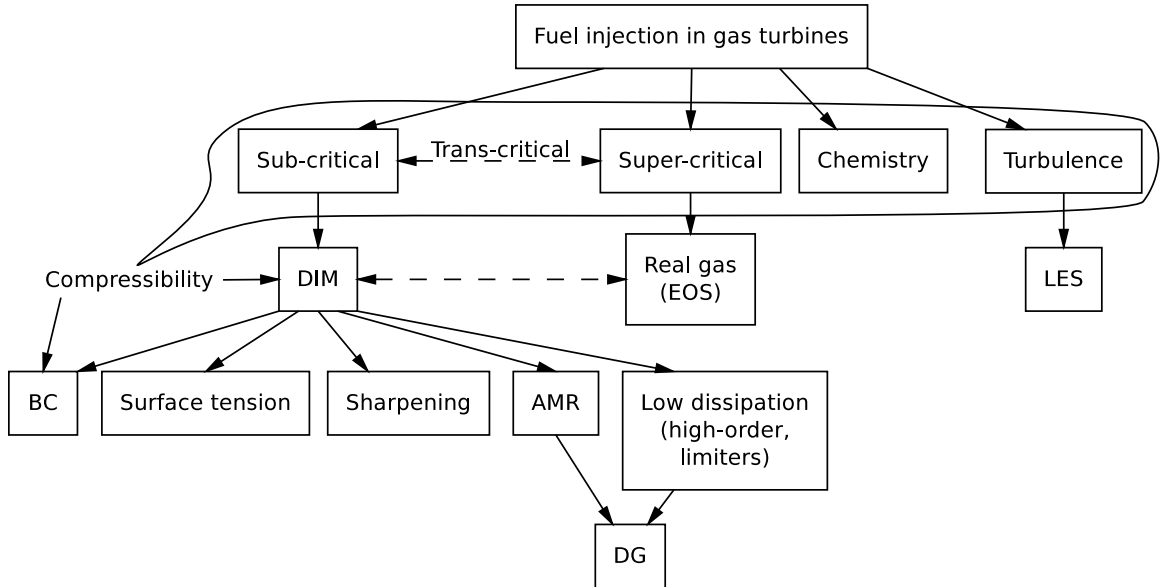 Fuel injection in gas turbines
Sub-critical
Trans-critical
Super-critical
Chemistry
Turbulence
Compressibility
DIM
Real gas
(EOS)
LES
BC
Surface tension
Sharpening
AMR
Low dissipation
(high-order,
limiters)
DG